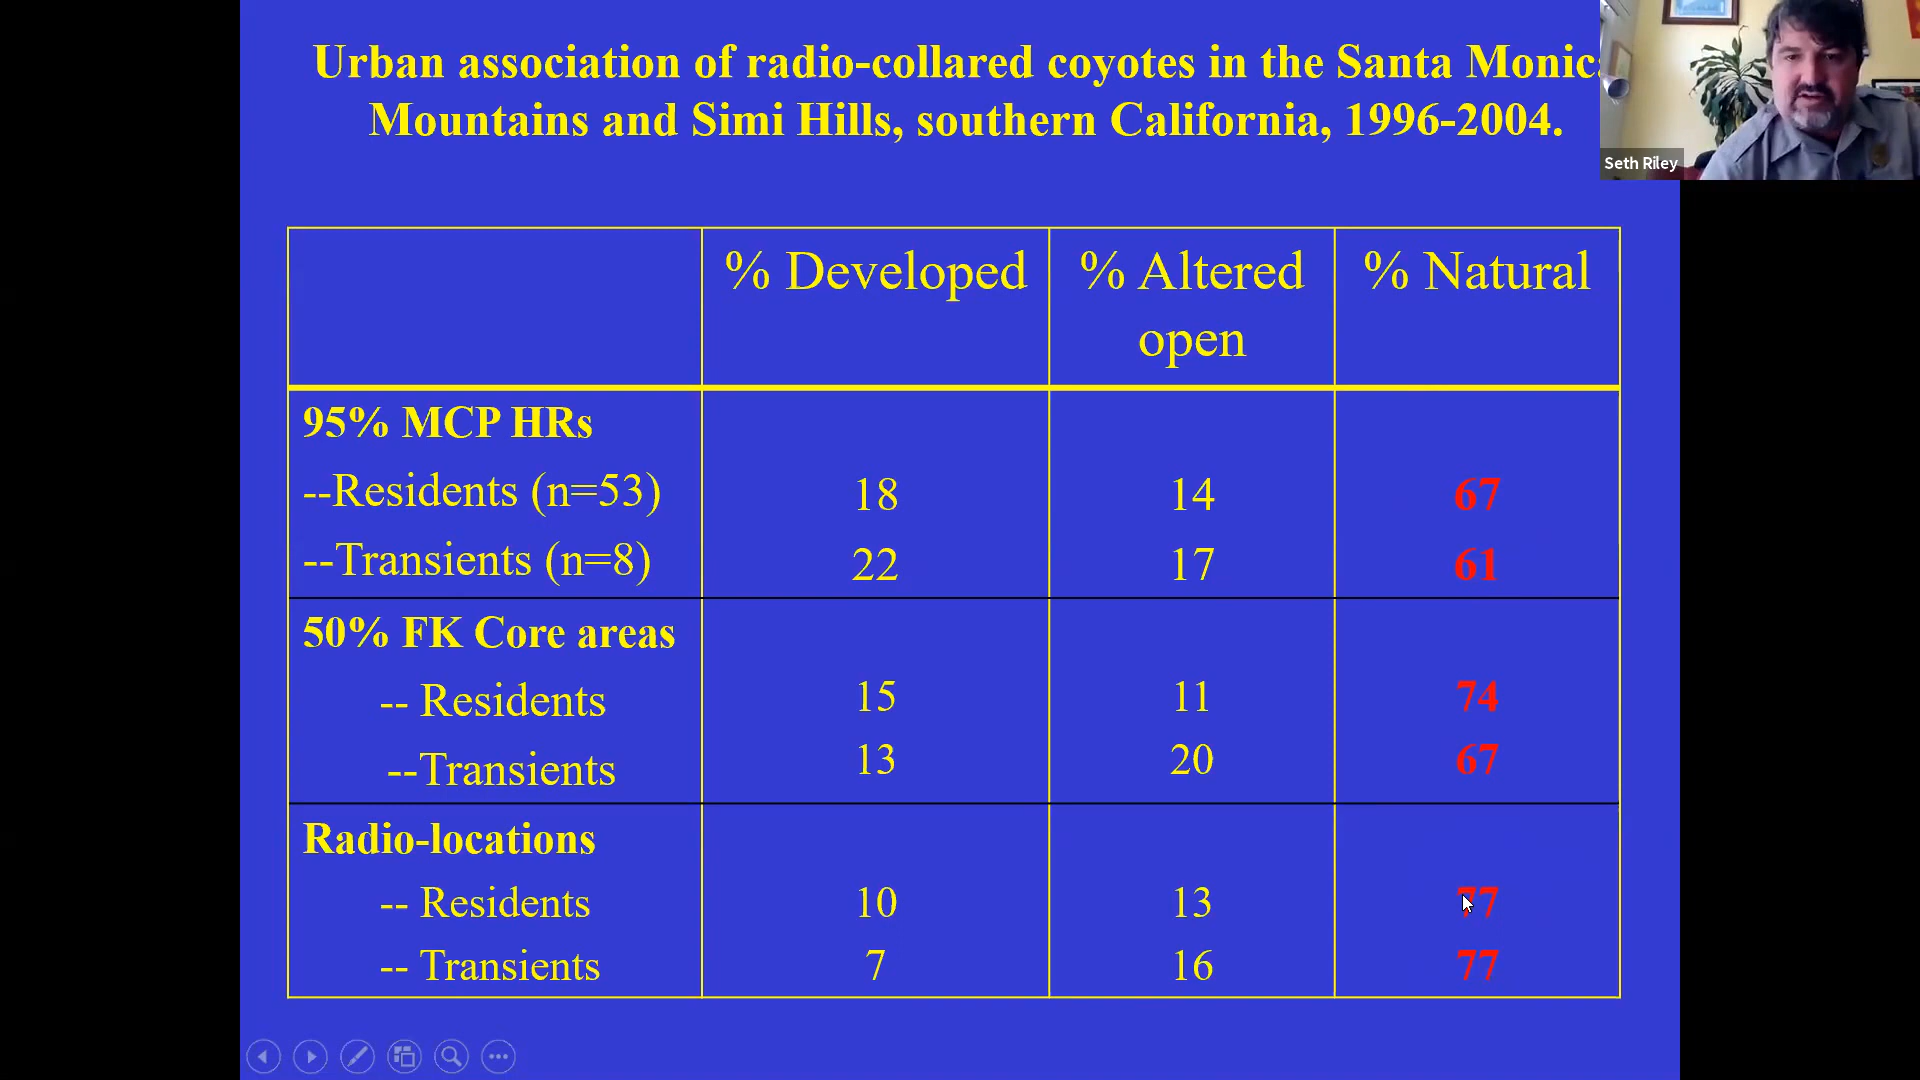 Urban association of radio-collared coyotes in the Santa Monica
Mountains and Simi Hills, southern California, 1996-2004.
Seth Riley
% Developed
% Altered
open
% Natural
95% MCP HRs
--Residents (n=53)
18
14
67
--Transients (n=8)
22
17
61
50% FK Core areas
-- Residents
15
11
74
--Transients
13
20
67
Radio-locations
-- Residents
10
13
77
-- Transients
7
16
77